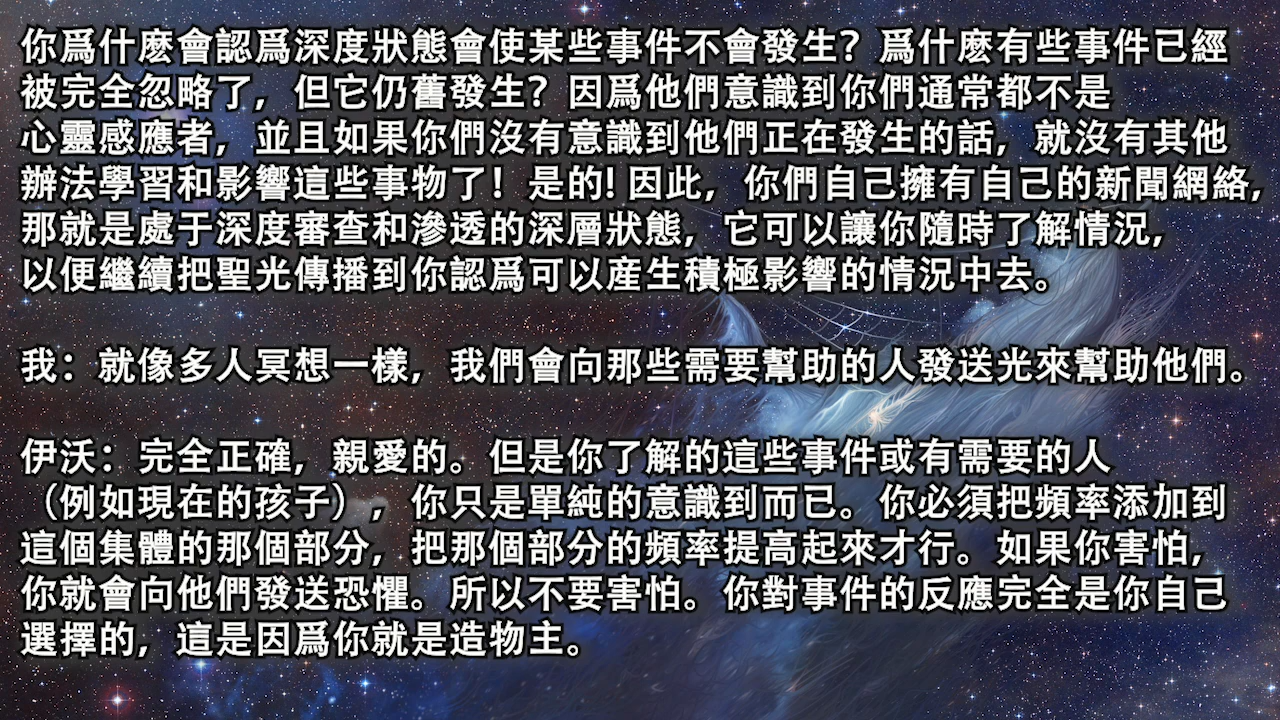 你爲什麽會認爲深度狀態會使某些事件不會發生？爲什麽有些事件已經
被完全忽略了，但它仍舊發生？因爲他們意識到你們通常都不是
心靈感應者，並且如果你們沒有意識到他們正在發生的話，就沒有其他
辦法學習和影響這些事物了！是的!因此，你們自己擁有自己的新聞網絡，
那就是處于深度審查和滲透的深層狀態，它可以讓你隨時了解情況，
以便繼續把聖光傳播到你認爲可以産生積極影響的情況中去。
我：就像多人冥想一樣，我們會向那些需要幫助的人發送光來幫助他們。
伊沃：完全正確，親愛的。但是你了解的這些事件或有需要的人
（例如現在的孩子），你只是單純的意識到而已。你必須把頻率添加到
這個集體的那個部分，把那個部分的頻率提高起來才行。如果你害怕，
你就會向他們發送恐懼。所以不要害怕。你對事件的反應完全是你自己
選擇的，這是因爲你就是造物主。